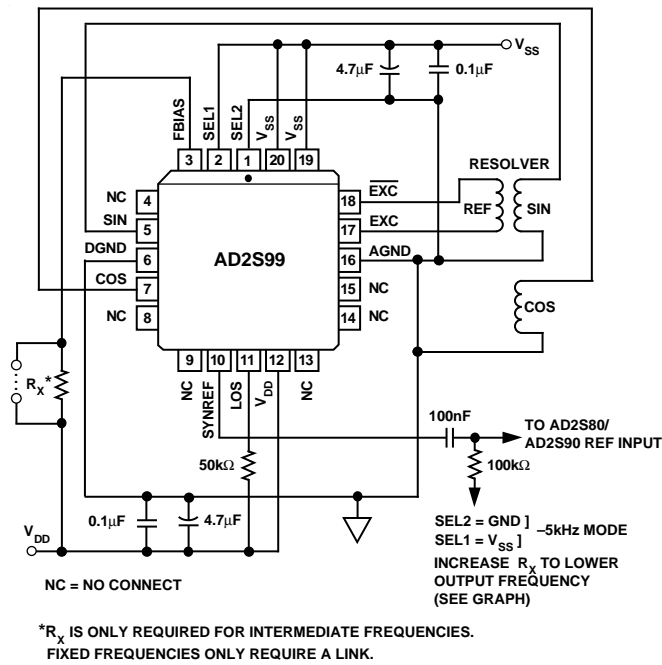 V_SS
4.7μF
0.1μF
FBIAS
SEL1
SEL2
V_SS
V_SS
3
2
1
20
19
RESOLVER
NC
4
18
EXC
REF
SIN
SIN
5
17
EXC
DGND
6
AD2S99
16
AGND
COS
7
15
NC
COS
NC
8
14
NC
9
10
11
12
13
R_X*
NC
SYNREF
LOS
V_DD
NC
100nF
TO AD2S80/
AD2S90 REF INPUT
50kΩ
100kΩ
0.1μF
4.7μF
V_DD
SEL2 = GND ]
–5kHz MODE
SEL1 = V_SS ]
INCREASE R_X TO LOWER
OUTPUT FREQUENCY
(SEE GRAPH)
NC = NO CONNECT
*R_X IS ONLY REQUIRED FOR INTERMEDIATE FREQUENCIES.
FIXED FREQUENCIES ONLY REQUIRE A LINK.